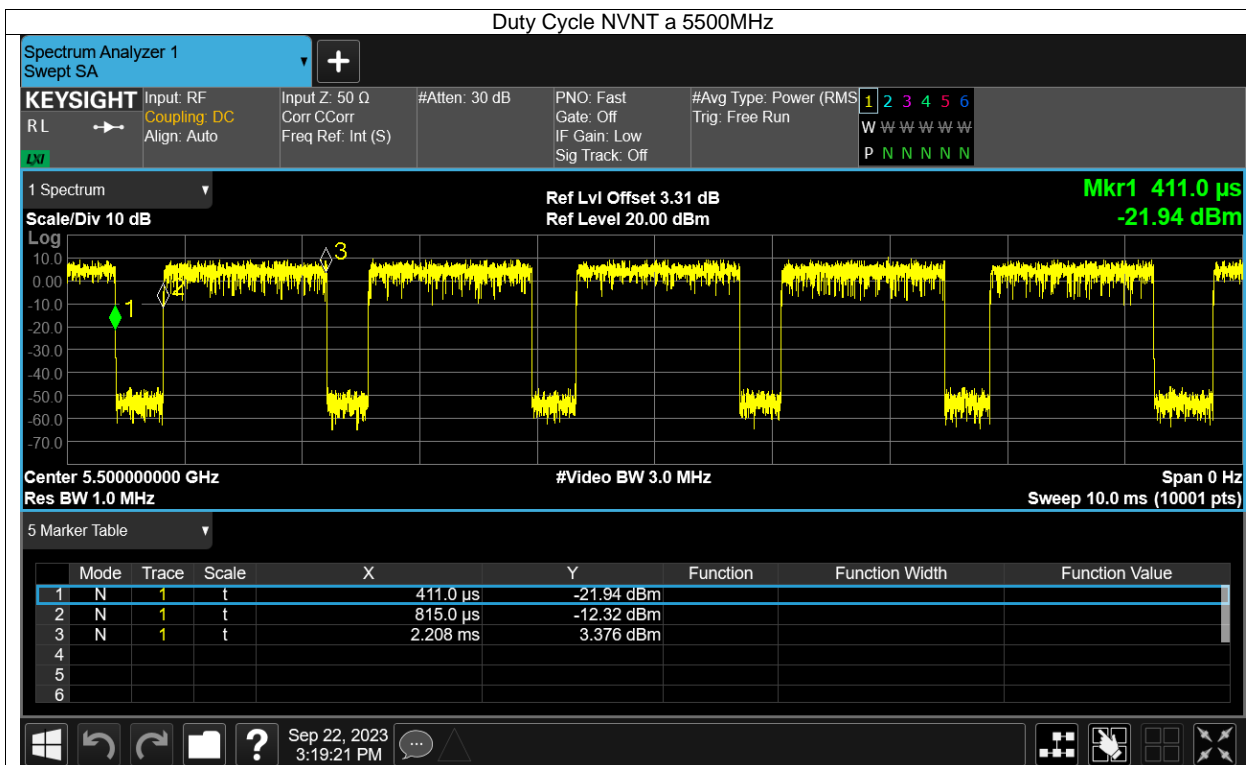 Duty Cycle NVNT a 5500MHz
Spectrum Analyzer 1
Swept SA
KEYSIGHT Input: RF Input Z: 50 Ω #Atten: 30 dB PNO: Fast #Avg Type: Power (RMS 1 2 3 4 5 6
RL Coupling: DC Corr CCorr Gate: Off Trig: Free Run W W W W W W
Align: Auto Freq Ref: Int (S) IF Gain: Low
LXI Sig Track: Off P N N N N N
1 Spectrum Ref Lvl Offset 3.31 dB Mkr1 411.0 µs
Scale/Div 10 dB Ref Level 20.00 dBm -21.94 dBm
Log
10.0
0.00
-10.0
-20.0
-30.0
-40.0
-50.0
-60.0
-70.0
1
2
3
Center 5.500000000 GHz #Video BW 3.0 MHz Span 0 Hz
Res BW 1.0 MHz Sweep 10.0 ms (10001 pts)
5 Marker Table
Mode Trace Scale X Y Function Function Width Function Value
1 N 1 t 411.0 µs -21.94 dBm
2 N 1 t 815.0 µs -12.32 dBm
3 N 1 t 2.208 ms 3.376 dBm
4
5
6
? Sep 22, 2023
3:19:21 PM